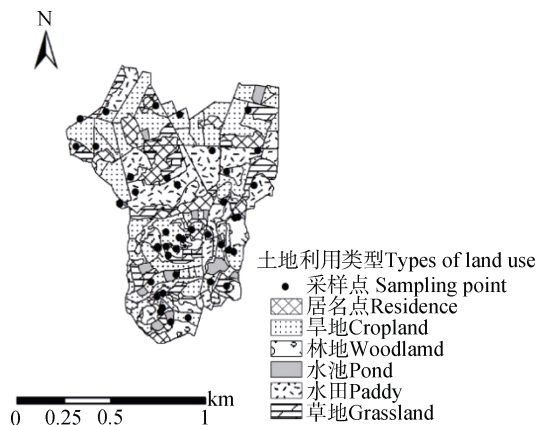 N
土地利用类型Types of land use
采样点 Sampling point
居名点Residence
旱地Cropland
林地Woodlamd
水池Pond
水田Paddy
草地Grassland
km
0 0.25 0.5 1